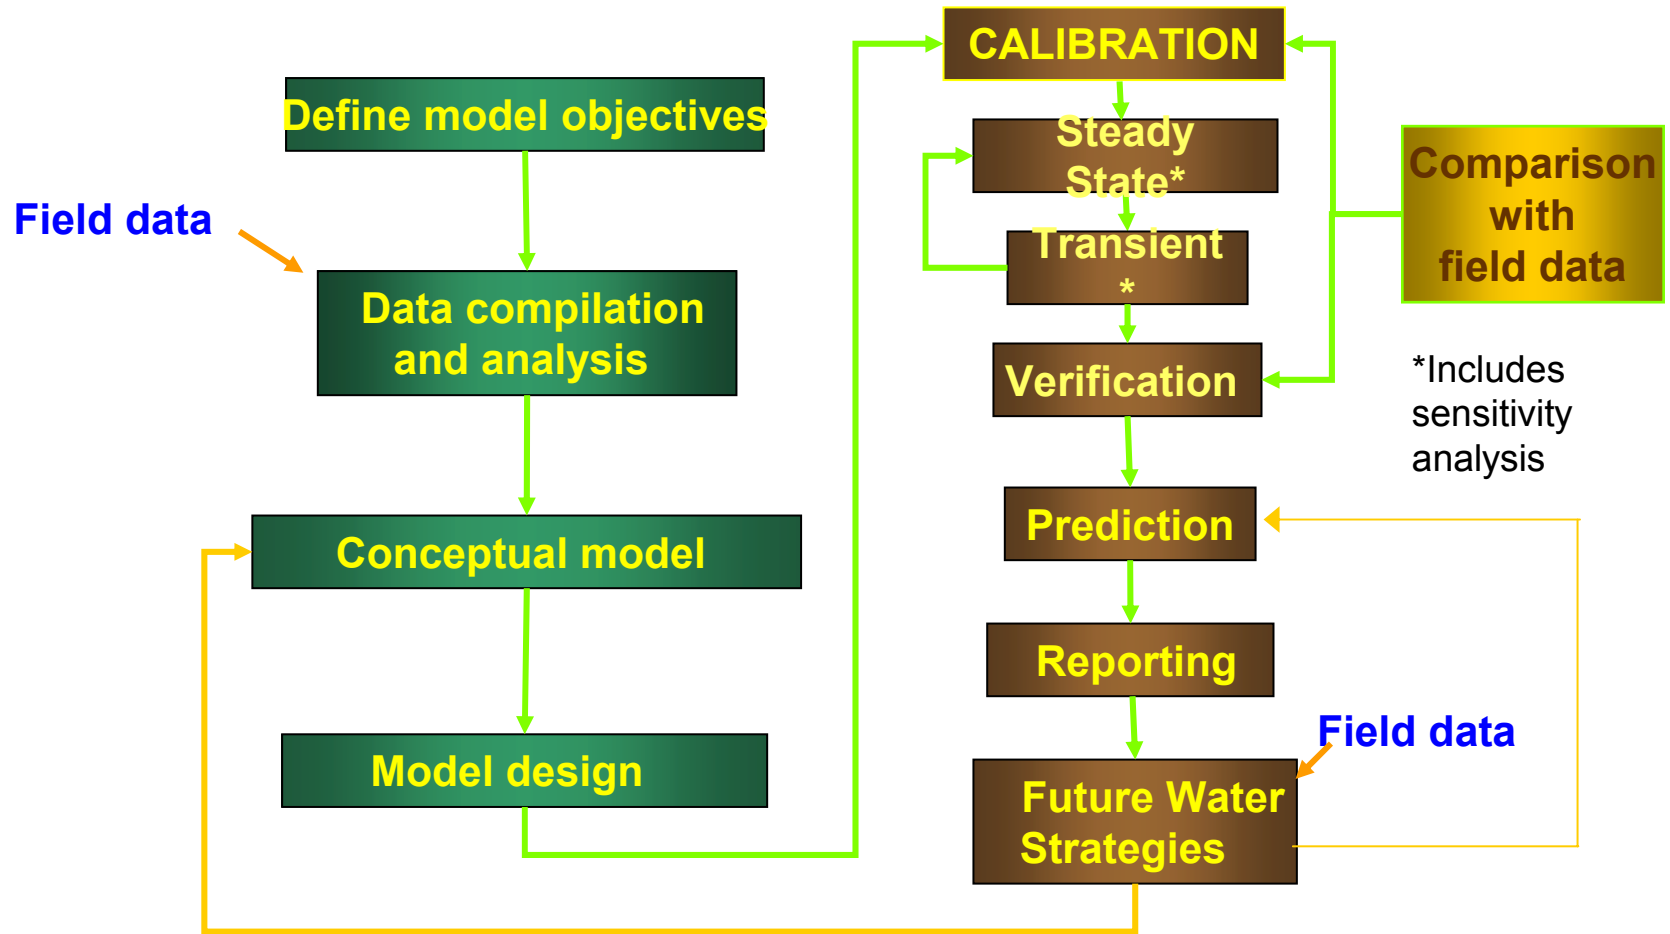 Define model objectives
Field data
Data compilation
and analysis
Conceptual model
Model design
CALIBRATION
Steady
State*
Transient
*
Verification
Prediction
Reporting
Future Water
Strategies
Comparison
with
field data
*Includes
sensitivity
analysis
Field data